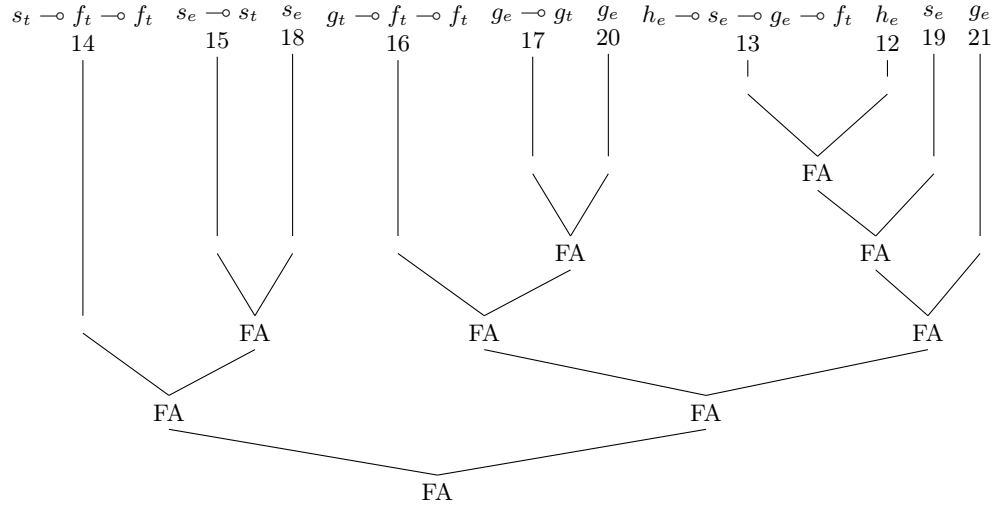 s_t ⊸ f_t ⊸ f_t s_e ⊸ s_t s_e g_t ⊸ f_t ⊸ f_t g_e ⊸ g_t g_e h_e ⊸ s_e ⊸ g_e ⊸ f_t h_e s_e g_e
14 15 18 16 17 20 13 12 19 21
FA
FA FA
FA FA FA
FA FA
FA